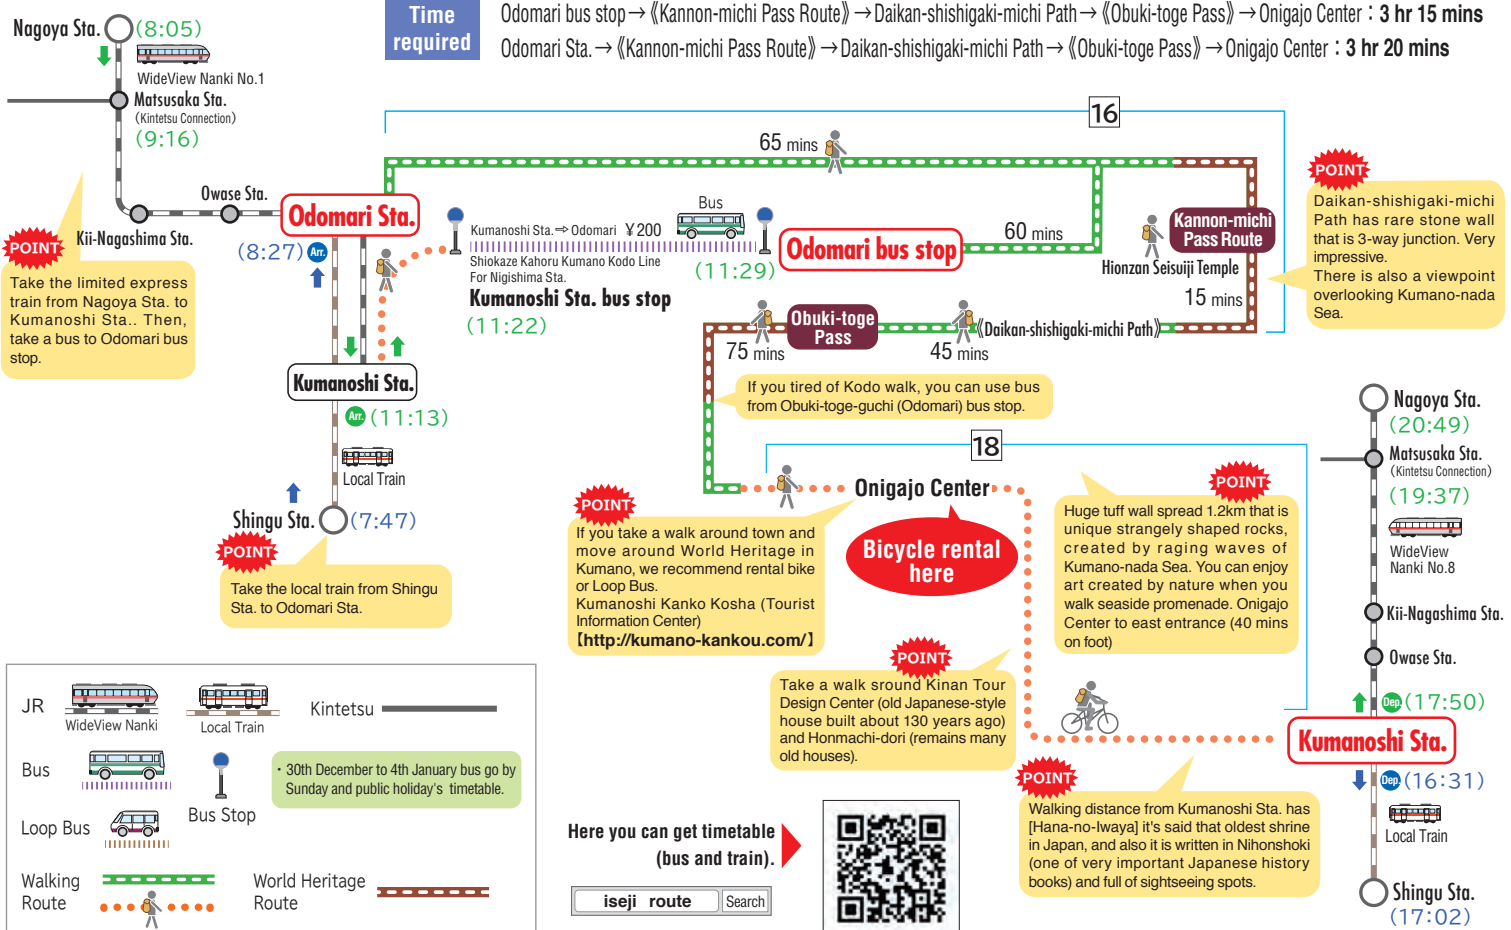 Time
required
Odomari bus stop→《Kannon-michi Pass Route》→Daikan-shishigaki-michi Path→《Obuki-toge Pass》→Onigajo Center：3 hr 15 mins
Odomari Sta.→《Kannon-michi Pass Route》→Daikan-shishigaki-michi Path→《Obuki-toge Pass》→Onigajo Center：3 hr 20 mins
Nagoya Sta.
(8:05)
WideView Nanki No.1
Matsusaka Sta.
(Kintetsu Connection)
(9:16)
Owase Sta.
Kii-Nagashima Sta.
POINT
Take the limited express
train from Nagoya Sta. to
Kumanoshi Sta.. Then,
take a bus to Odomari bus
stop.
Odomari Sta.
(8:27)
Arr.
Kumanoshi Sta.
Arr.
(11:13)
Local Train
Shingu Sta.
(7:47)
POINT
Take the local train from Shingu
Sta. to Odomari Sta.
16
65 mins
Kumanoshi Sta.⇒Odomari ¥200
Bus
Shiokaze Kahoru Kumano Kodo Line
For Nigishima Sta.
Kumanoshi Sta. bus stop
(11:22)
(11:29)
Odomari bus stop
60 mins
Kannon-michi
Pass Route
Hionzan Seisuiji Temple
15 mins
POINT
Daikan-shishigaki-michi
Path has rare stone wall
that is 3-way junction. Very
impressive.
There is also a viewpoint
overlooking Kumano-nada
Sea.
Obuki-toge
Pass
《Daikan-shishigaki-michi Path》
75 mins
45 mins
If you tired of Kodo walk, you can use bus
from Obuki-toge-guchi (Odomari) bus stop.
18
Onigajo Center
Bicycle rental
here
POINT
If you take a walk around town and
move around World Heritage in
Kumano, we recommend rental bike
or Loop Bus.
Kumanoshi Kanko Kosha (Tourist
Information Center)
【http://kumano-kankou.com/】
POINT
Huge tuff wall spread 1.2km that is
unique strangely shaped rocks,
created by raging waves of
Kumano-nada Sea. You can enjoy
art created by nature when you
walk seaside promenade. Onigajo
Center to east entrance (40 mins
on foot)
POINT
Take a walk sround Kinan Tour
Design Center (old Japanese-style
house built about 130 years ago)
and Honmachi-dori (remains many
old houses).
Nagoya Sta.
(20:49)
Matsusaka Sta.
(Kintetsu Connection)
(19:37)
WideView
Nanki No.8
Kii-Nagashima Sta.
Owase Sta.
Dep.
(17:50)
Kumanoshi Sta.
Dep.
(16:31)
Local Train
Shingu Sta.
(17:02)
POINT
Walking distance from Kumanoshi Sta. has
[Hana-no-Iwaya] it's said that oldest shrine
in Japan, and also it is written in Nihonshoki
(one of very important Japanese history
books) and full of sightseeing spots.
JR
WideView Nanki
Local Train
Kintetsu
Bus
Bus Stop
・30th December to 4th January bus go by
Sunday and public holiday's timetable.
Loop Bus
Walking
Route
World Heritage
Route
Here you can get timetable
(bus and train).
iseji route
Search